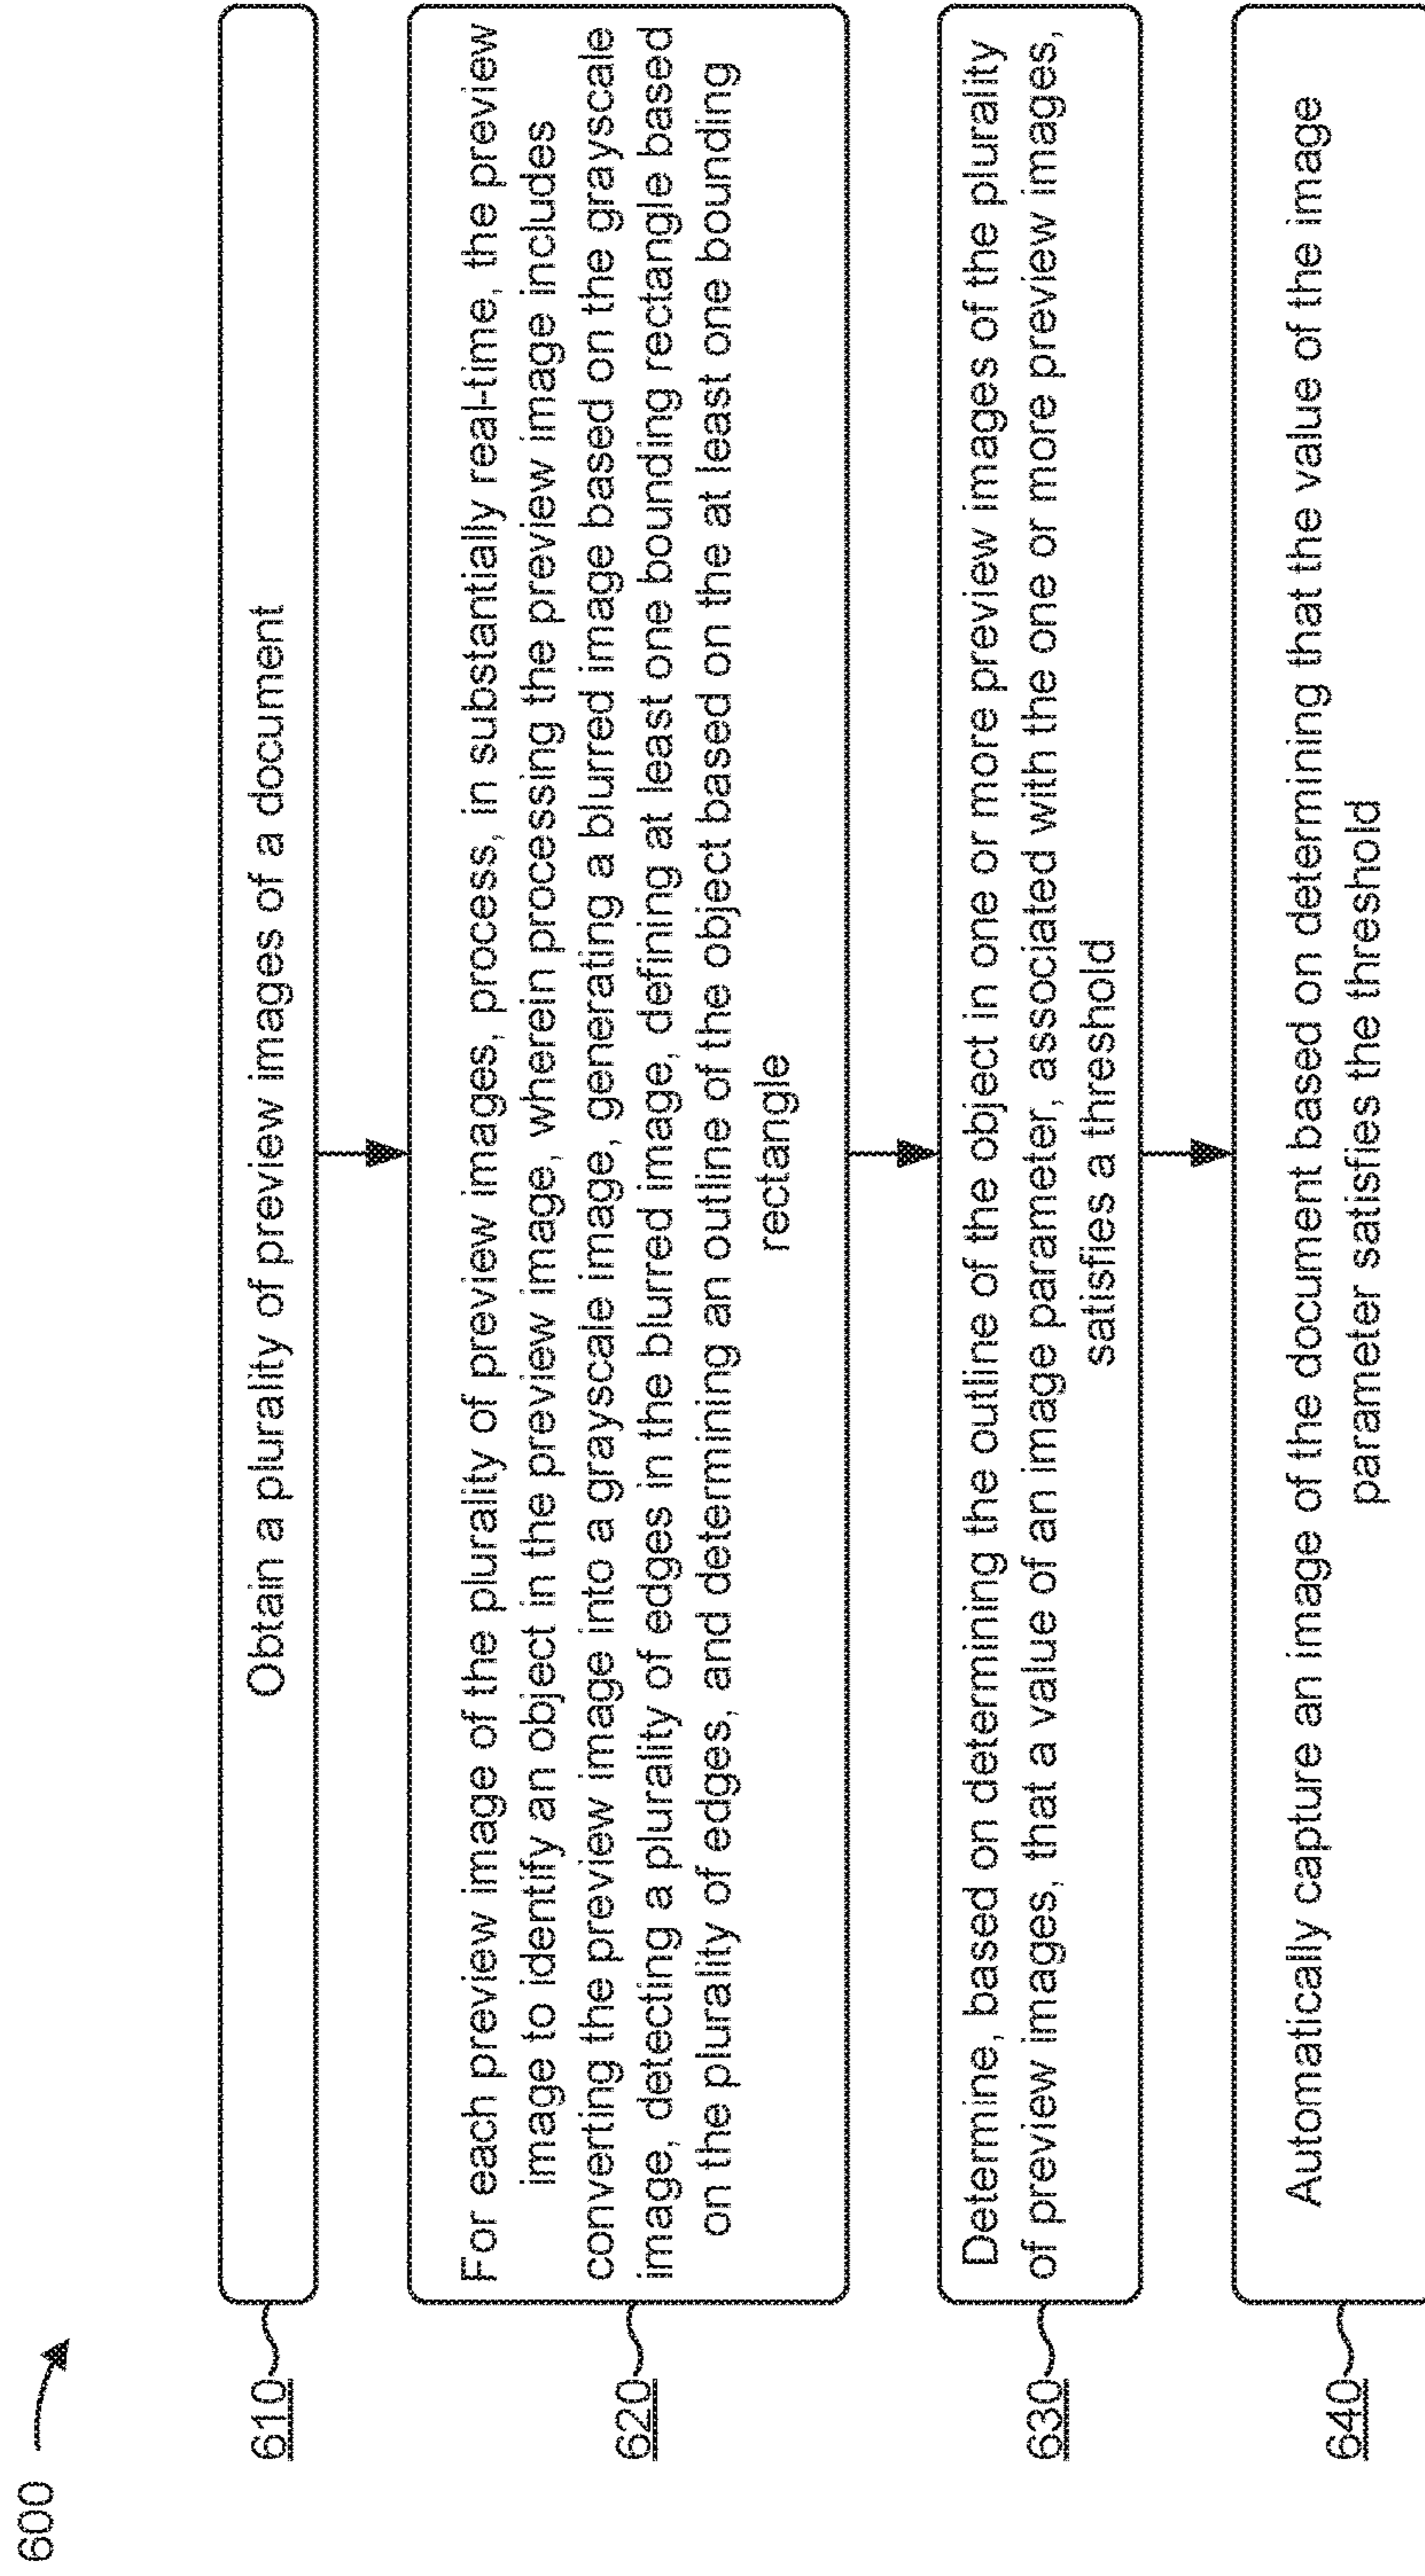 600
610
Obtain a plurality of preview images of a document
620
For each preview image of the plurality of preview images, process, in substantially real-time, the preview
image to identify an object in the preview image, wherein processing the preview image includes
converting the preview image into a grayscale image, generating a blurred image based on the grayscale
image, detecting a plurality of edges in the blurred image, defining at least one bounding rectangle based
on the plurality of edges, and determining an outline of the object based on the at least one bounding
rectangle
630
Determine, based on determining the outline of the object in one or more preview images of the plurality
of preview images, that a value of an image parameter, associated with the one or more preview images,
satisfies a threshold
640
Automatically capture an image of the document based on determining that the value of the image
parameter satisfies the threshold